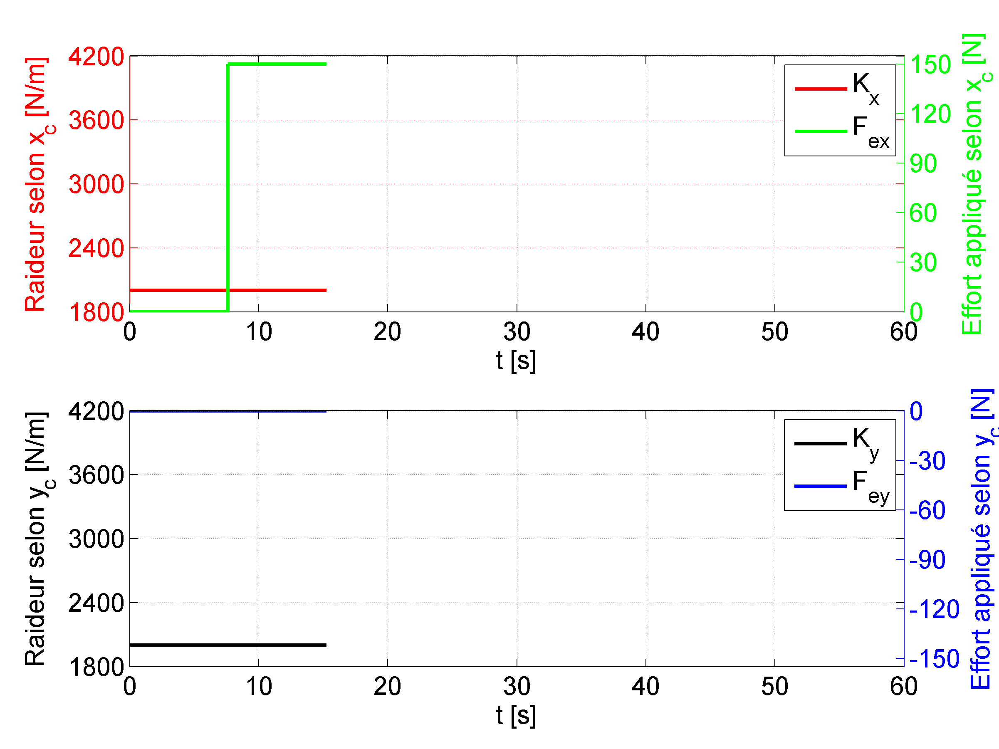 Raideur selon x_c [N/m]
4200
3600
3000
2400
1800
0 10 20 30 40 50 60
t [s]
K_x
F_ex
150
120
90
60
30
0
Effort appliqué selon x_c [N]
Raideur selon y_c [N/m]
4200
3600
3000
2400
1800
0 10 20 30 40 50 60
t [s]
K_y
F_ey
0
-30
-60
-90
-120
-150
Effort appliqué selon y_c [N]